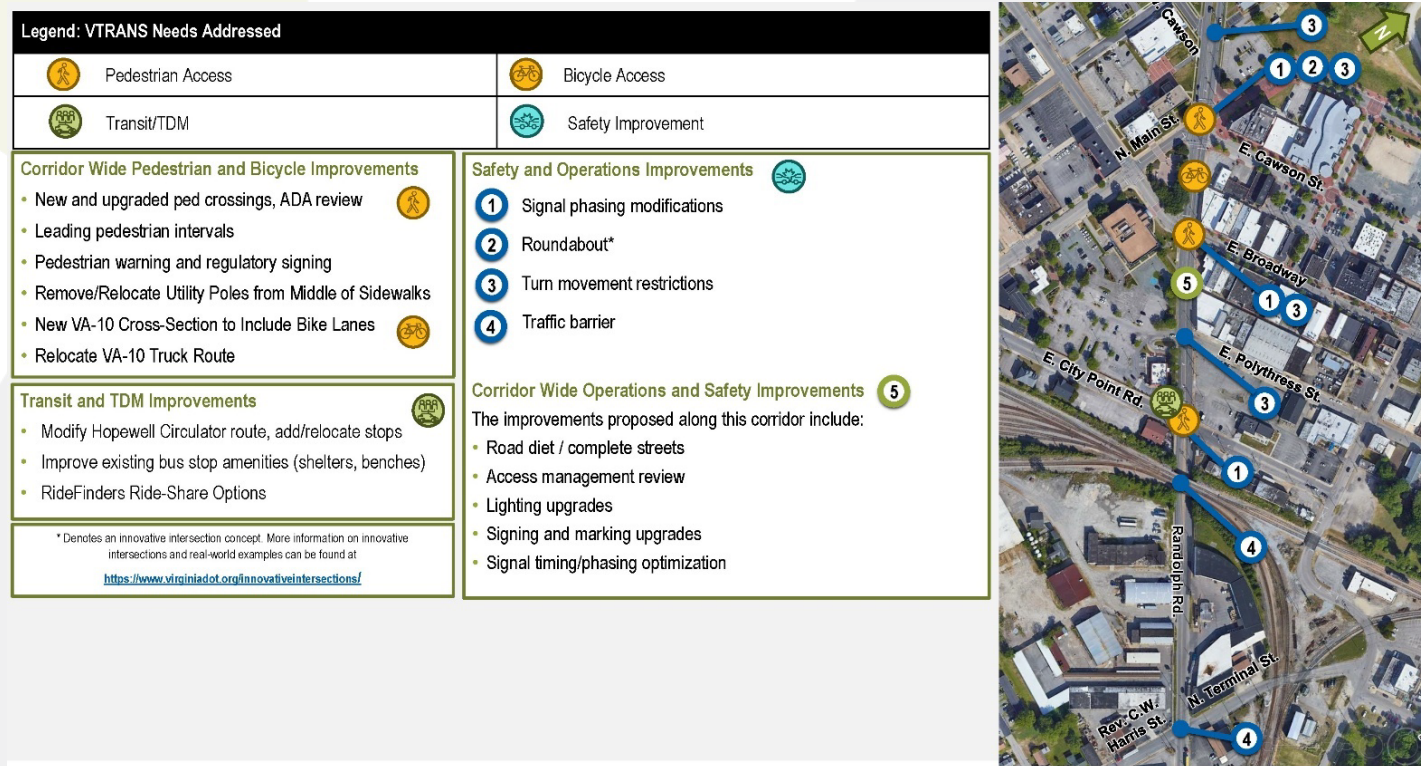 Legend: VTRANS Needs Addressed
Pedestrian Access
Bicycle Access
Transit/TDM
Safety Improvement
Corridor Wide Pedestrian and Bicycle Improvements
• New and upgraded ped crossings, ADA review
• Leading pedestrian intervals
• Pedestrian warning and regulatory signing
• Remove/Relocate Utility Poles from Middle of Sidewalks
• New VA-10 Cross-Section to Include Bike Lanes
• Relocate VA-10 Truck Route
Transit and TDM Improvements
• Modify Hopewell Circulator route, add/relocate stops
• Improve existing bus stop amenities (shelters, benches)
• RideFinders Ride-Share Options
* Denotes an innovative intersection concept. More information on innovative
intersections and real-world examples can be found at
https://www.virginiadot.org/innovativeintersections/
Safety and Operations Improvements
1 Signal phasing modifications
2 Roundabout*
3 Turn movement restrictions
4 Traffic barrier
Corridor Wide Operations and Safety Improvements 5
The improvements proposed along this corridor include:
• Road diet / complete streets
• Access management review
• Lighting upgrades
• Signing and marking upgrades
• Signal timing/phasing optimization
Cawson
3
N
1 2 3
N. Main St.
E. Cawson St.
E. Broadway
5
1 3
E. Polythress St.
E. City Point Rd.
3
1
4
Randolph Rd.
N. Terminal St.
Rev. C.W.
Harris St.
4